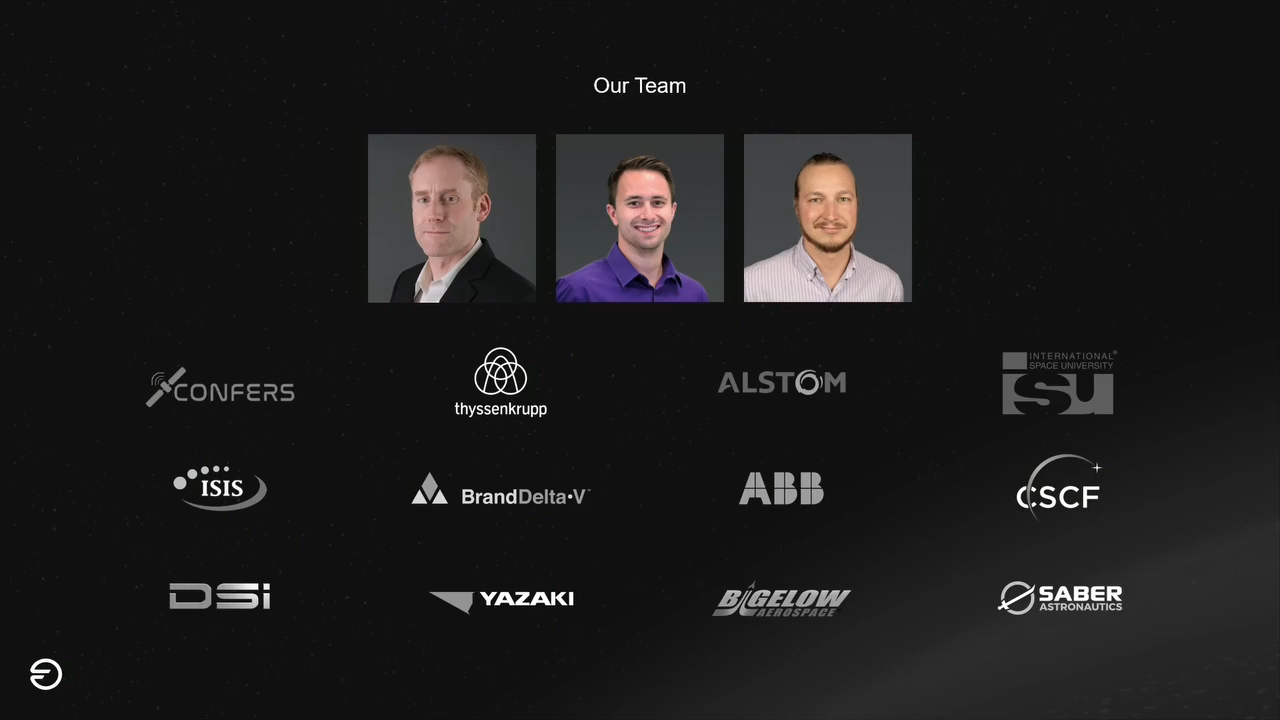 Our Team
CONFERS
thyssenkrupp
ALSTOM
INTERNATIONAL®
SPACE UNIVERSITY
isu
ISIS
BrandDelta•V™
ABB
CSCF
DSi
YAZAKI
BIGELOW
AEROSPACE
SABER
ASTRONAUTICS